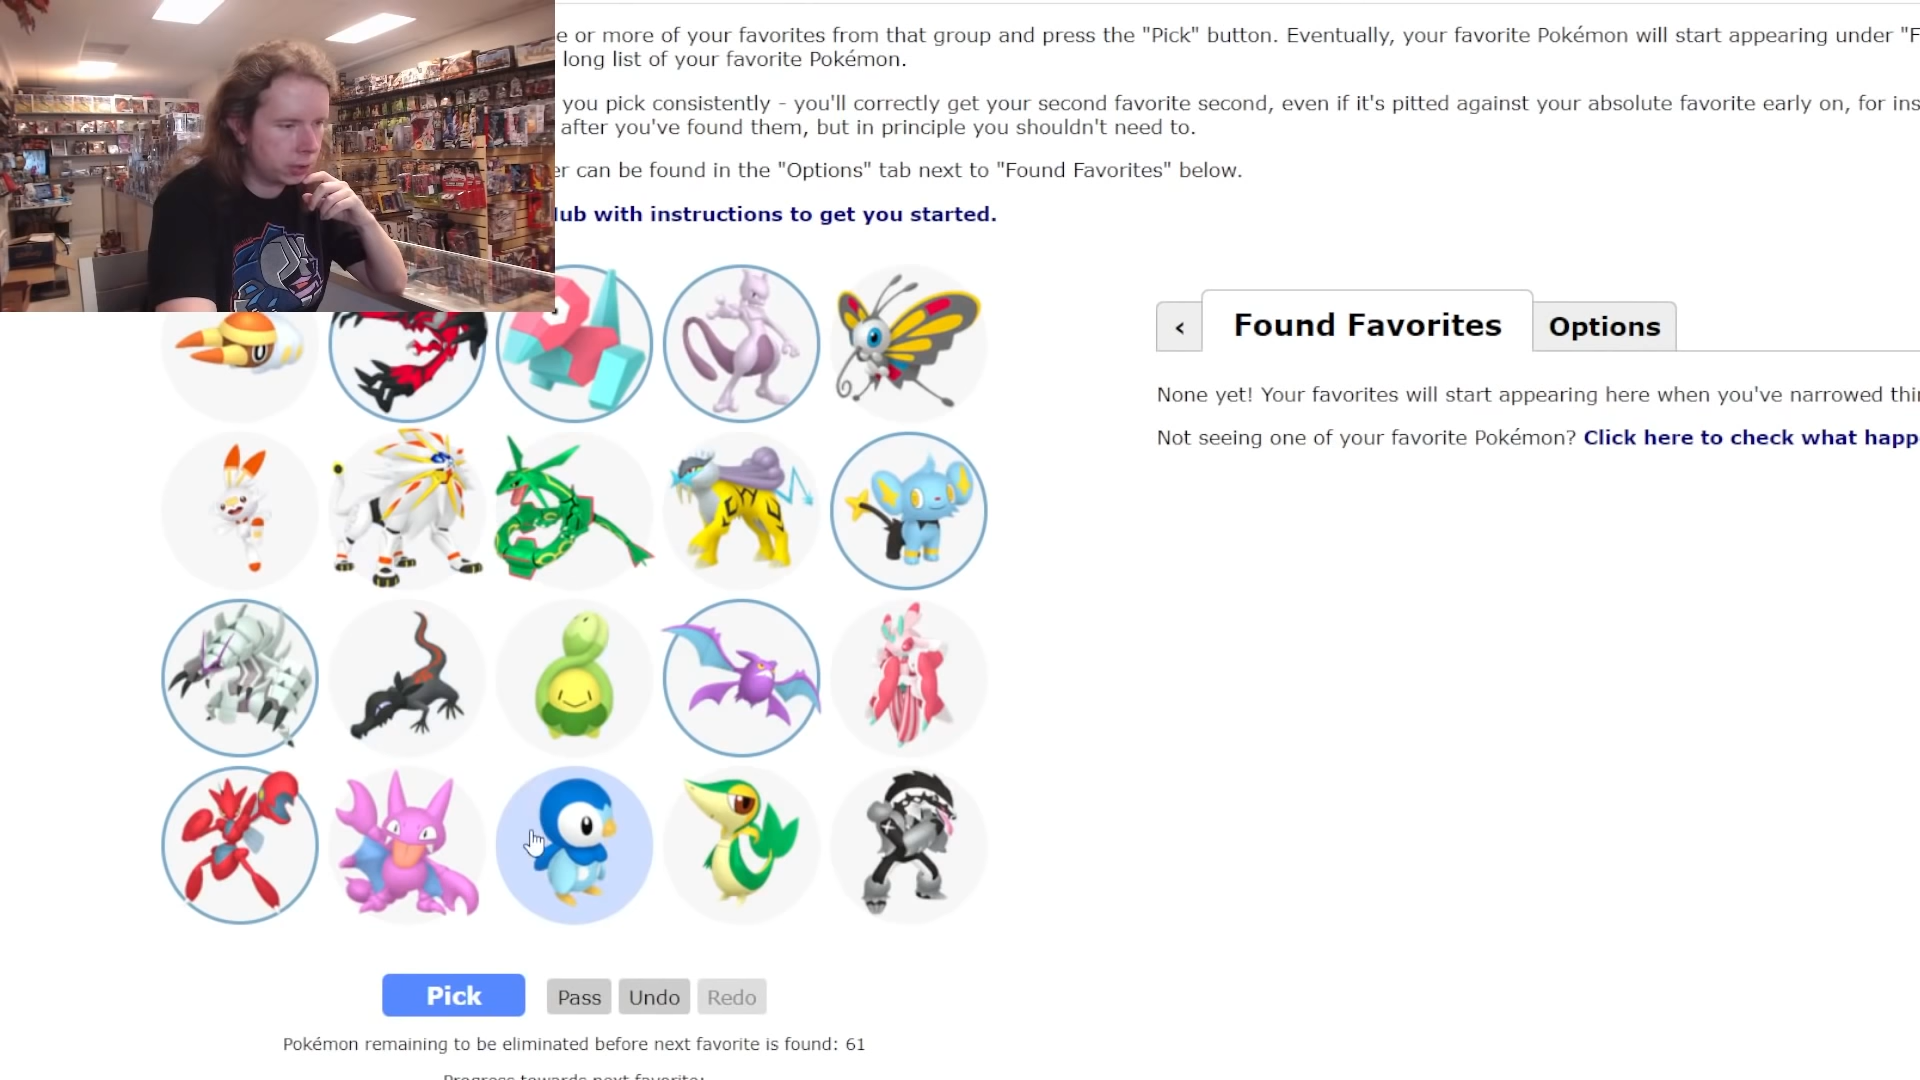 e or more of your favorites from that group and press the "Pick" button. Eventually, your favorite Pokémon will start appearing under "F
long list of your favorite Pokémon.
you pick consistently - you'll correctly get your second favorite second, even if it's pitted against your absolute favorite early on, for ins
after you've found them, but in principle you shouldn't need to.
er can be found in the "Options" tab next to "Found Favorites" below.
lub with instructions to get you started.
‹ Found Favorites Options
None yet! Your favorites will start appearing here when you've narrowed thin
Not seeing one of your favorite Pokémon? Click here to check what happ
Pick Pass Undo Redo
Pokémon remaining to be eliminated before next favorite is found: 61
Progress towards next favorite: